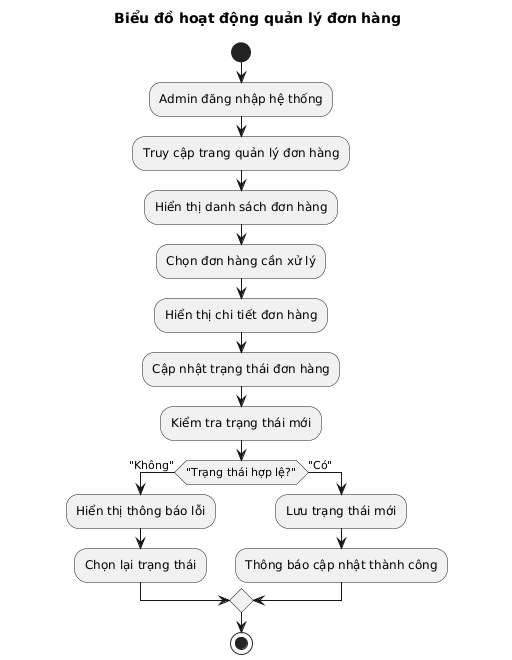 Biểu đồ hoạt động quản lý đơn hàng
Admin đăng nhập hệ thống
Truy cập trang quản lý đơn hàng
Hiển thị danh sách đơn hàng
Chọn đơn hàng cần xử lý
Hiển thị chi tiết đơn hàng
Cập nhật trạng thái đơn hàng
Kiểm tra trạng thái mới
"Không"
"Trạng thái hợp lệ?"
"Có"
Hiển thị thông báo lỗi
Lưu trạng thái mới
Chọn lại trạng thái
Thông báo cập nhật thành công